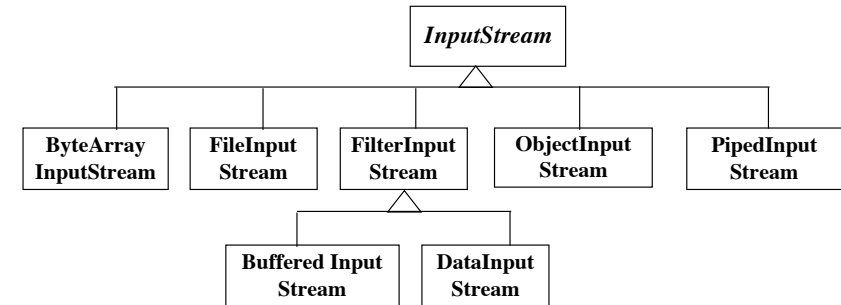 InputStream
ByteArray
InputStream
FileInput
Stream
FilterInput
Stream
ObjectInput
Stream
PipedInput
Stream
Buffered Input
Stream
DataInput
Stream